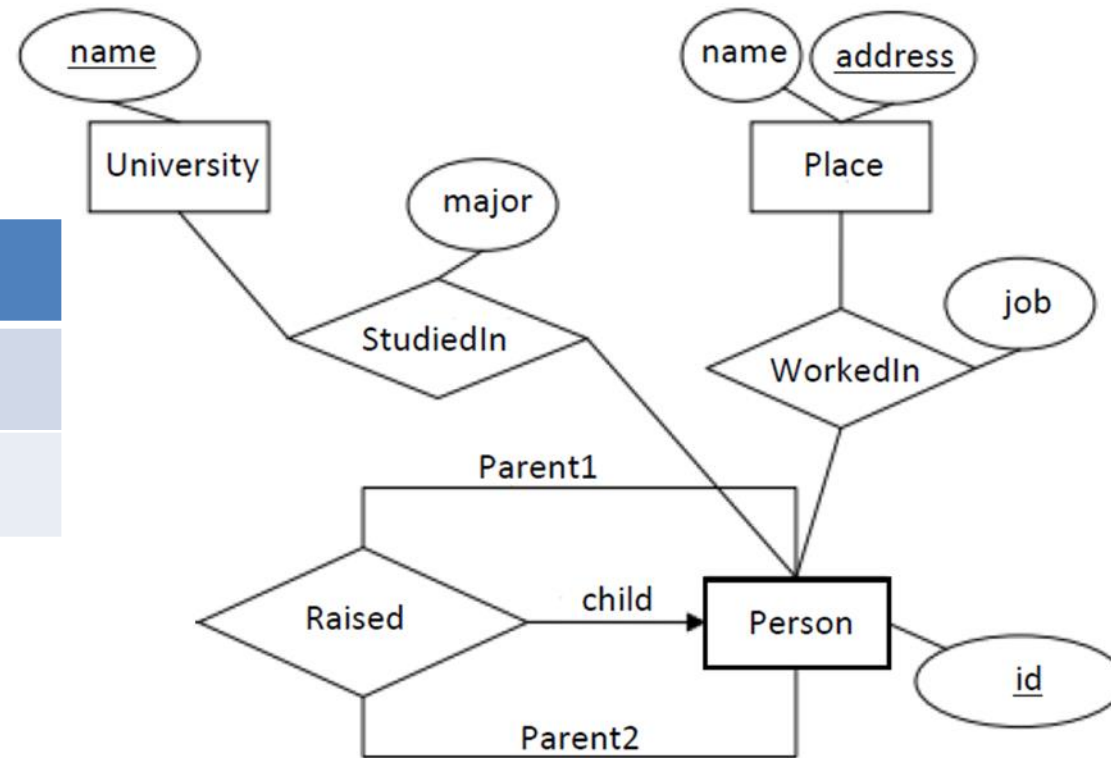 name
name
address
University
Place
major
job
StudiedIn
WorkedIn
Parent1
child
Raised
Person
id
Parent2